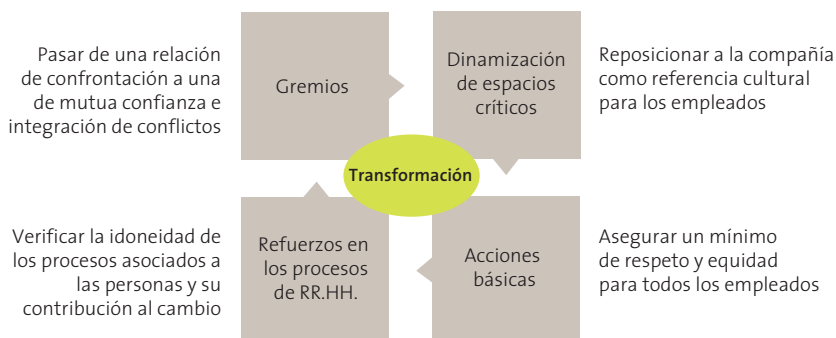 Pasar de una relación
de confrontación a una
de mutua confianza e
integración de conflictos
Gremios
Dinamización
de espacios
críticos
Reposicionar a la compañía
como referencia cultural
para los empleados
Transformación
Verificar la idoneidad de
los procesos asociados a
las personas y su
contribución al cambio
Refuerzos en
los procesos
de RR.HH.
Acciones
básicas
Asegurar un mínimo
de respeto y equidad
para todos los empleados